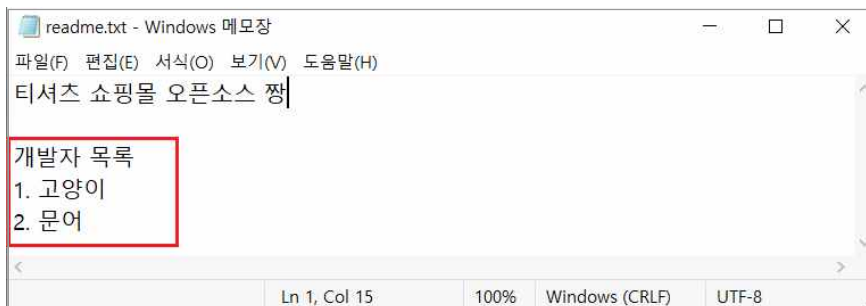 readme.txt - Windows 메모장
파일(F) 편집(E) 서식(O) 보기(V) 도움말(H)
티셔츠 쇼핑몰 오픈소스 짱
개발자 목록
1. 고양이
2. 문어
Ln 1, Col 15 100% Windows (CRLF) UTF-8